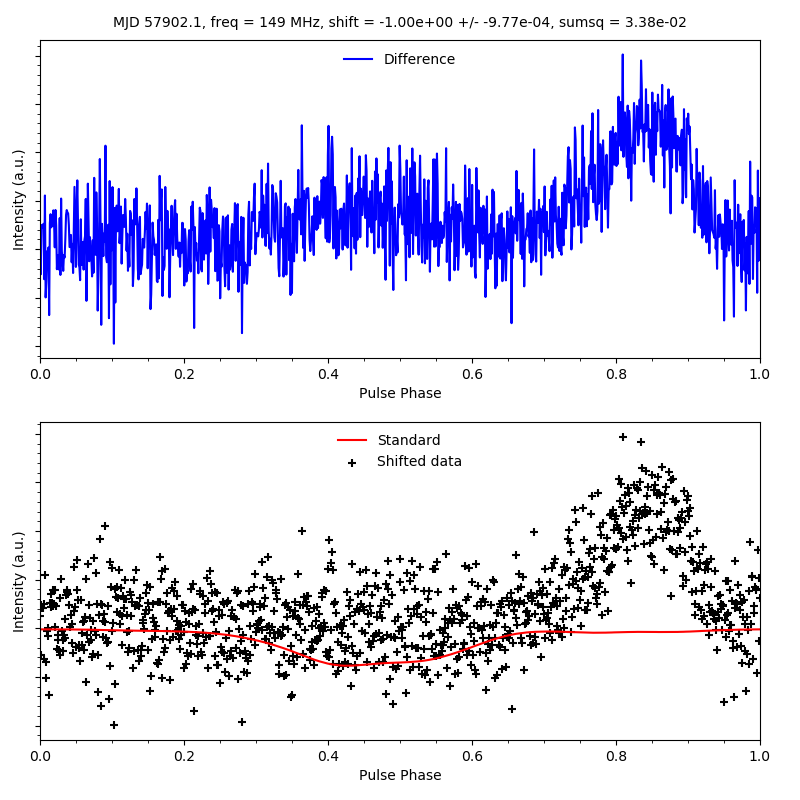 MJD 57902.1, freq = 149 MHz, shift = -1.00e+00 +/- -9.77e-04, sumsq = 3.38e-02
Difference
Intensity (a.u.)
0.0 0.2 0.4 0.6 0.8 1.0
Pulse Phase
Standard
Shifted data
Intensity (a.u.)
0.0 0.2 0.4 0.6 0.8 1.0
Pulse Phase